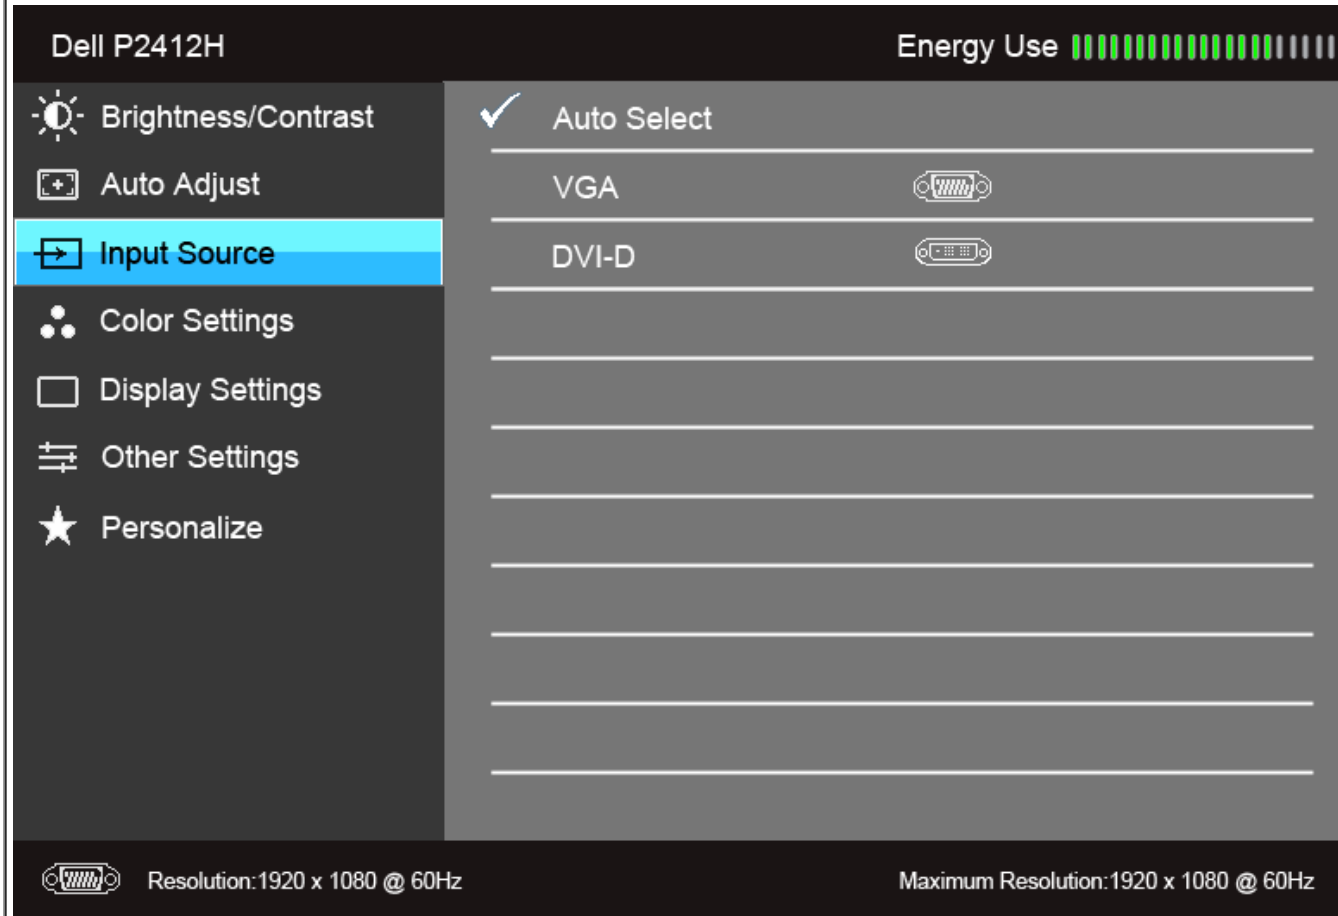 Dell P2412H Energy Use
Brightness/Contrast
Auto Adjust
Input Source
Color Settings
Display Settings
Other Settings
Personalize
Auto Select
VGA
DVI-D
Resolution:1920 x 1080 @ 60Hz
Maximum Resolution:1920 x 1080 @ 60Hz